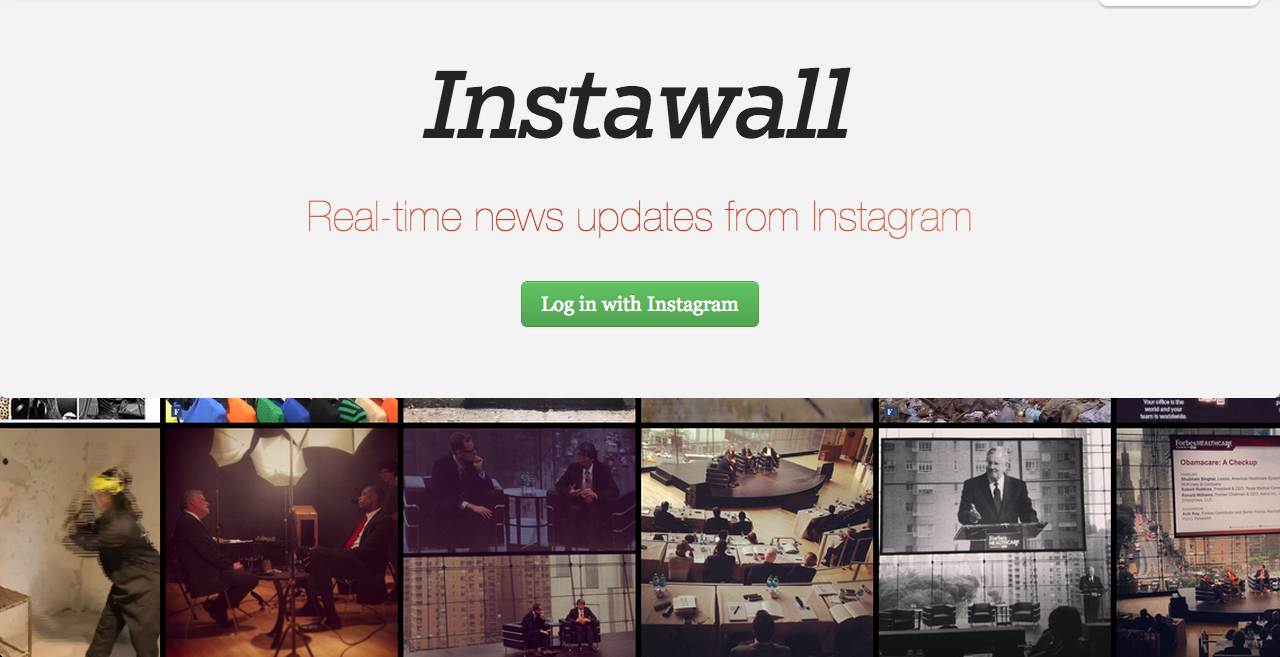 Instawall
Real-time news updates from Instagram
Log in with Instagram
F
F
Your office is the
world and your
team is worldwide.
Forbes HEALTHCARE
Obamacare: A Checkup
Forbes
HEALTHCARE